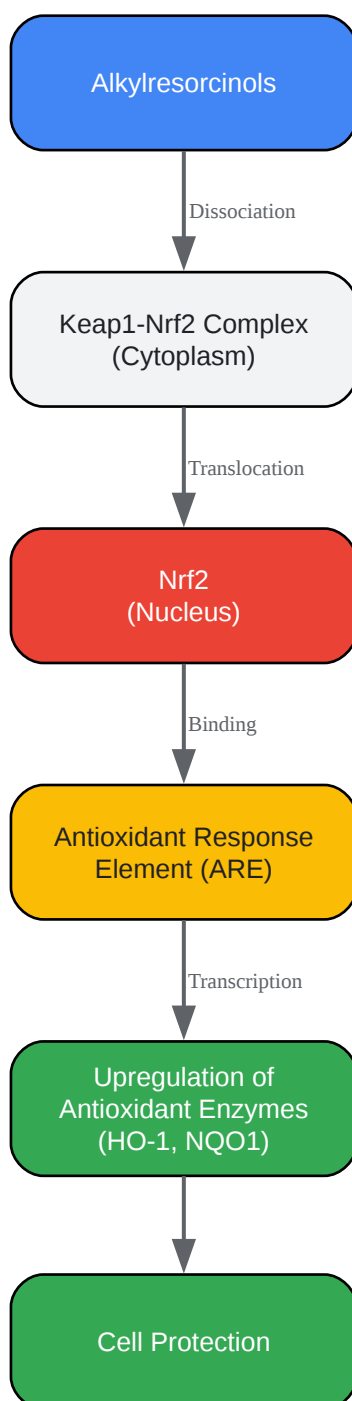 Alkylresorcinols
Dissociation
Keap1-Nrf2 Complex
(Cytoplasm)
Translocation
Nrf2
(Nucleus)
Binding
Antioxidant Response
Element (ARE)
Transcription
Upregulation of
Antioxidant Enzymes
(HO-1, NQO1)
Cell Protection